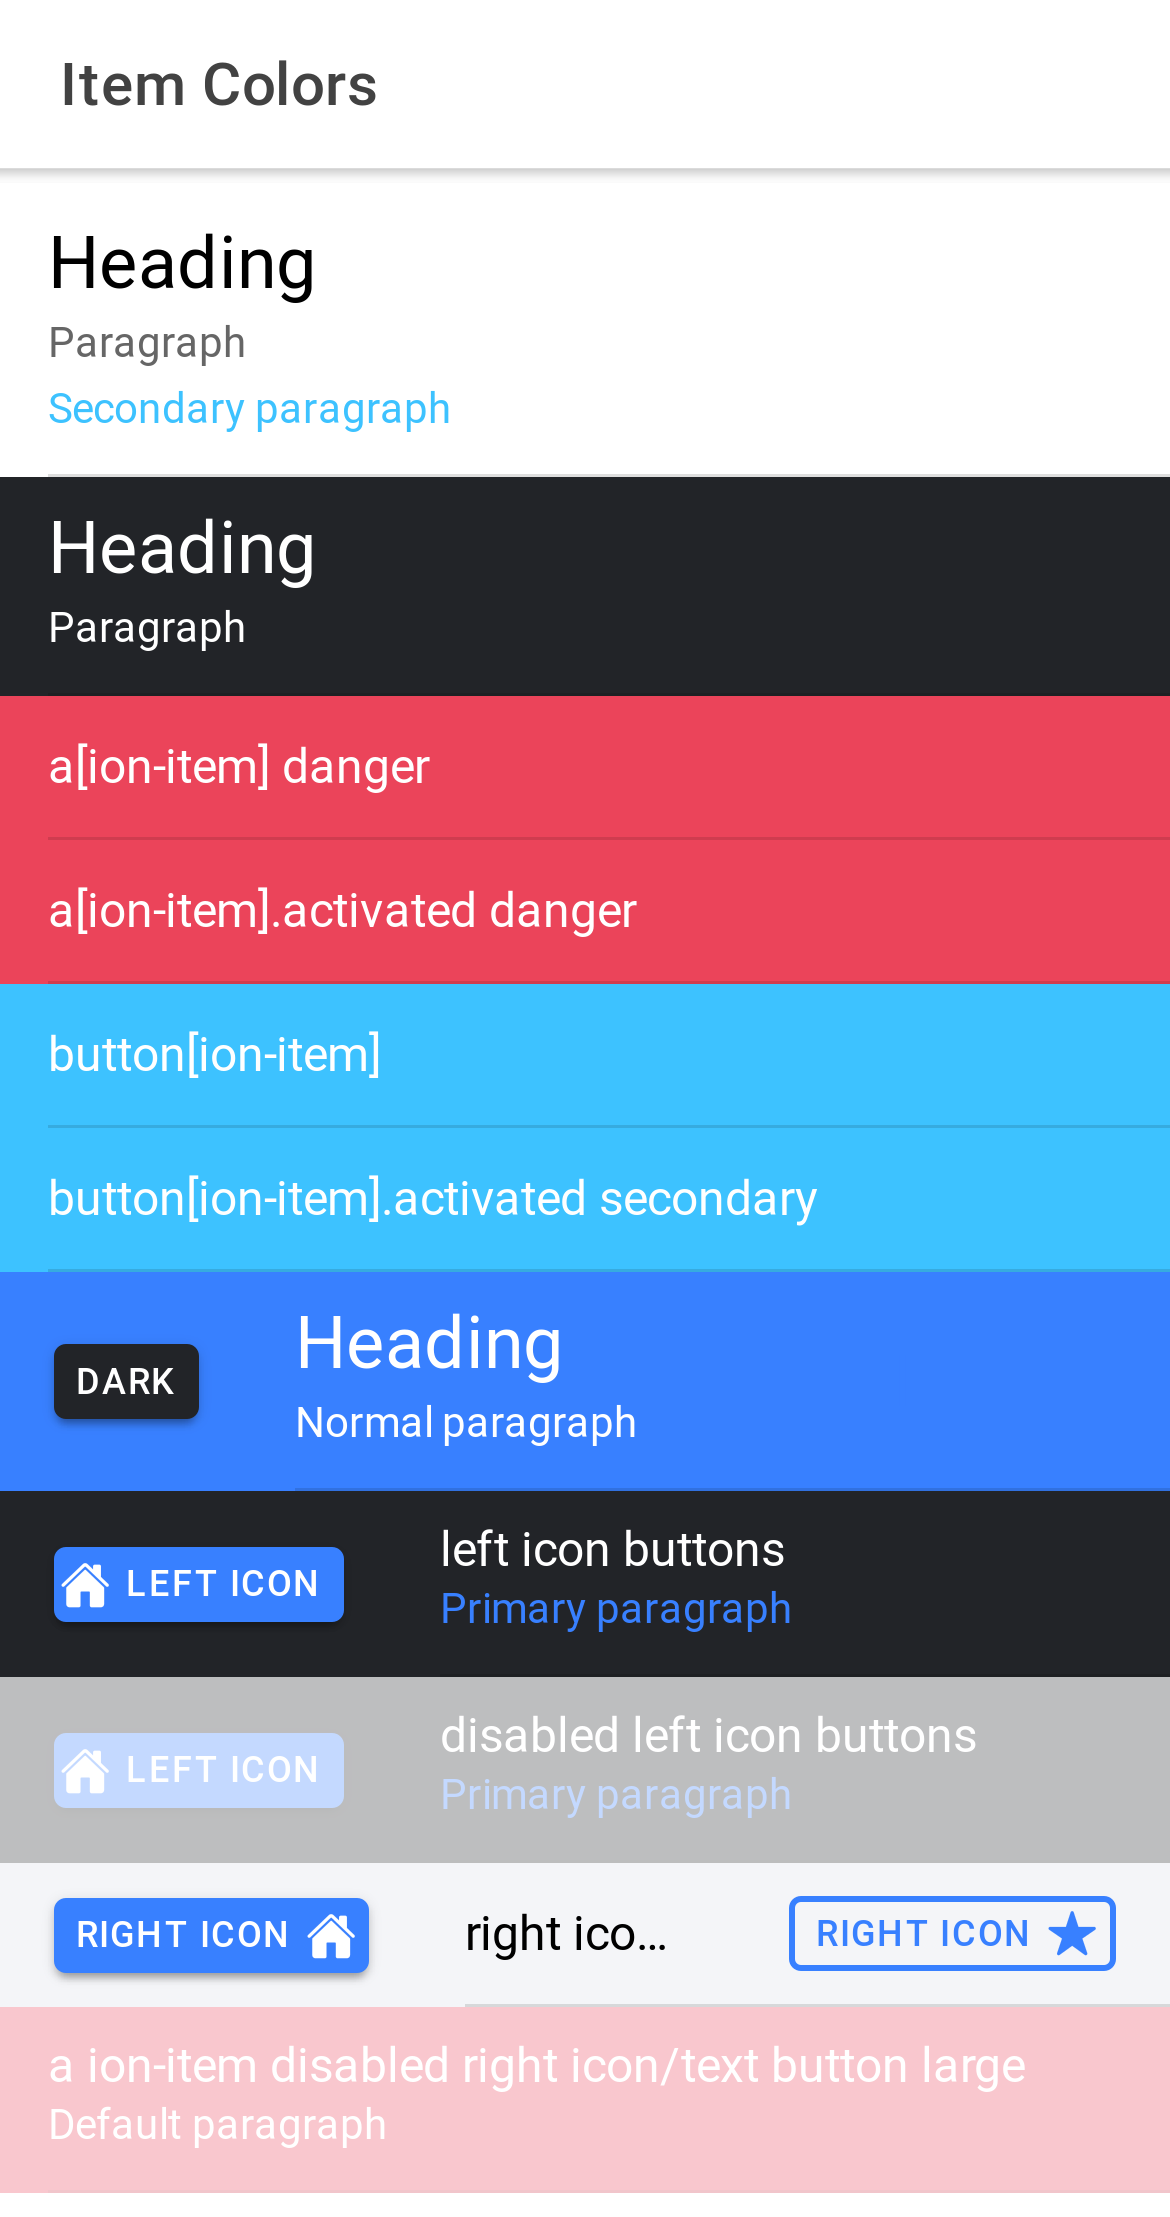 Item Colors
Heading
Paragraph
Secondary paragraph
Heading
Paragraph
a[ion-item] danger
a[ion-item].activated danger
button[ion-item]
button[ion-item].activated secondary
DARK
Heading
Normal paragraph
LEFT ICON
left icon buttons
Primary paragraph
LEFT ICON
disabled left icon buttons
Primary paragraph
RIGHT ICON
right ico...
RIGHT ICON
a ion-item disabled right icon/text button large
Default paragraph